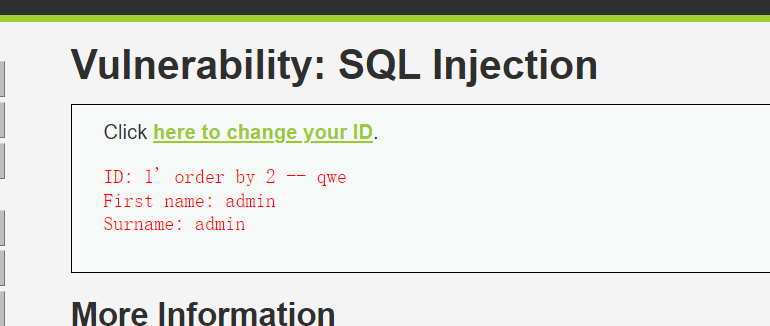 Vulnerability: SQL Injection
Click here to change your ID.
ID: 1' order by 2 -- qwe
First name: admin
Surname: admin
More Information